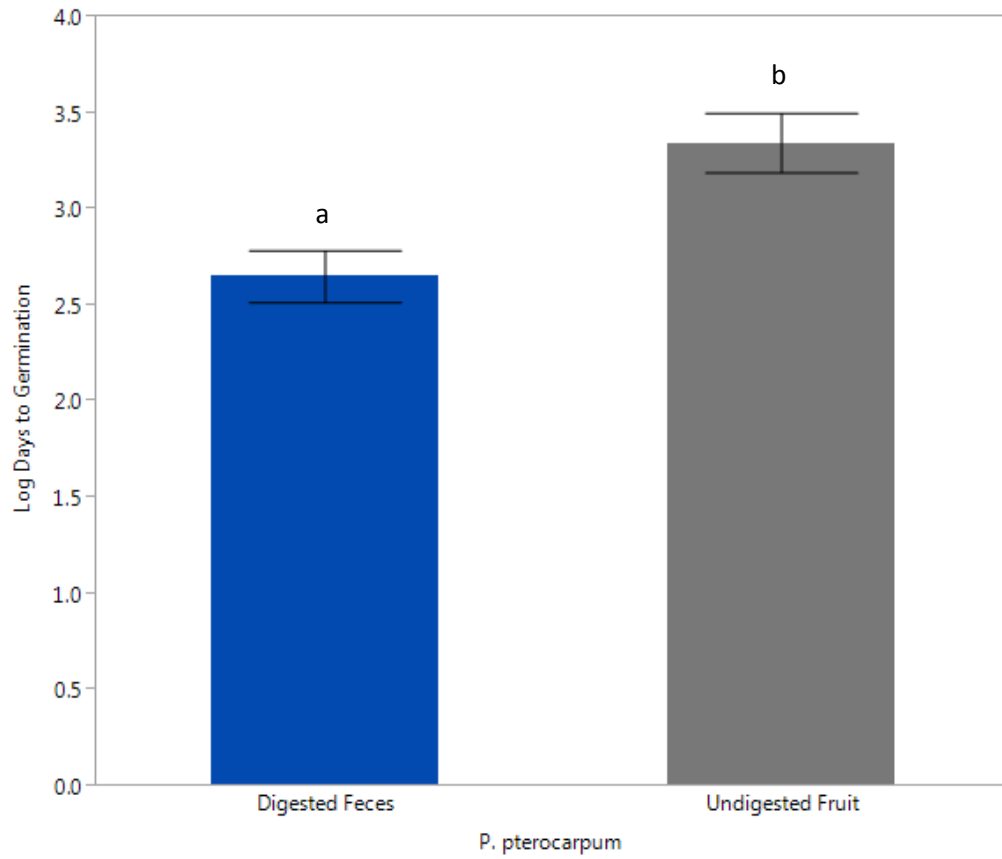 4.0
b
3.5
a
3.0
2.5
2.0
1.5
1.0
0.5
0.0
Log Days to Germination
Digested Feces
Undigested Fruit
P. pterocarpum